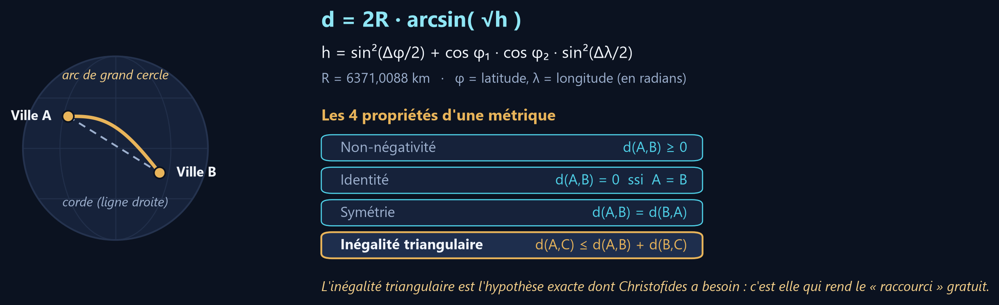 d = 2R · arcsin( √h )
h = sin²(Δφ/2) + cos φ₁ · cos φ₂ · sin²(Δλ/2)
R = 6371,0088 km · φ = latitude, λ = longitude (en radians)
arc de grand cercle
Ville A
Ville B
corde (ligne droite)
Les 4 propriétés d'une métrique
Non-négativité d(A,B) ≥ 0
Identité d(A,B) = 0 ssi A = B
Symétrie d(A,B) = d(B,A)
Inégalité triangulaire d(A,C) ≤ d(A,B) + d(B,C)
L'inégalité triangulaire est l'hypothèse exacte dont Christofides a besoin : c'est elle qui rend le « raccourci » gratuit.